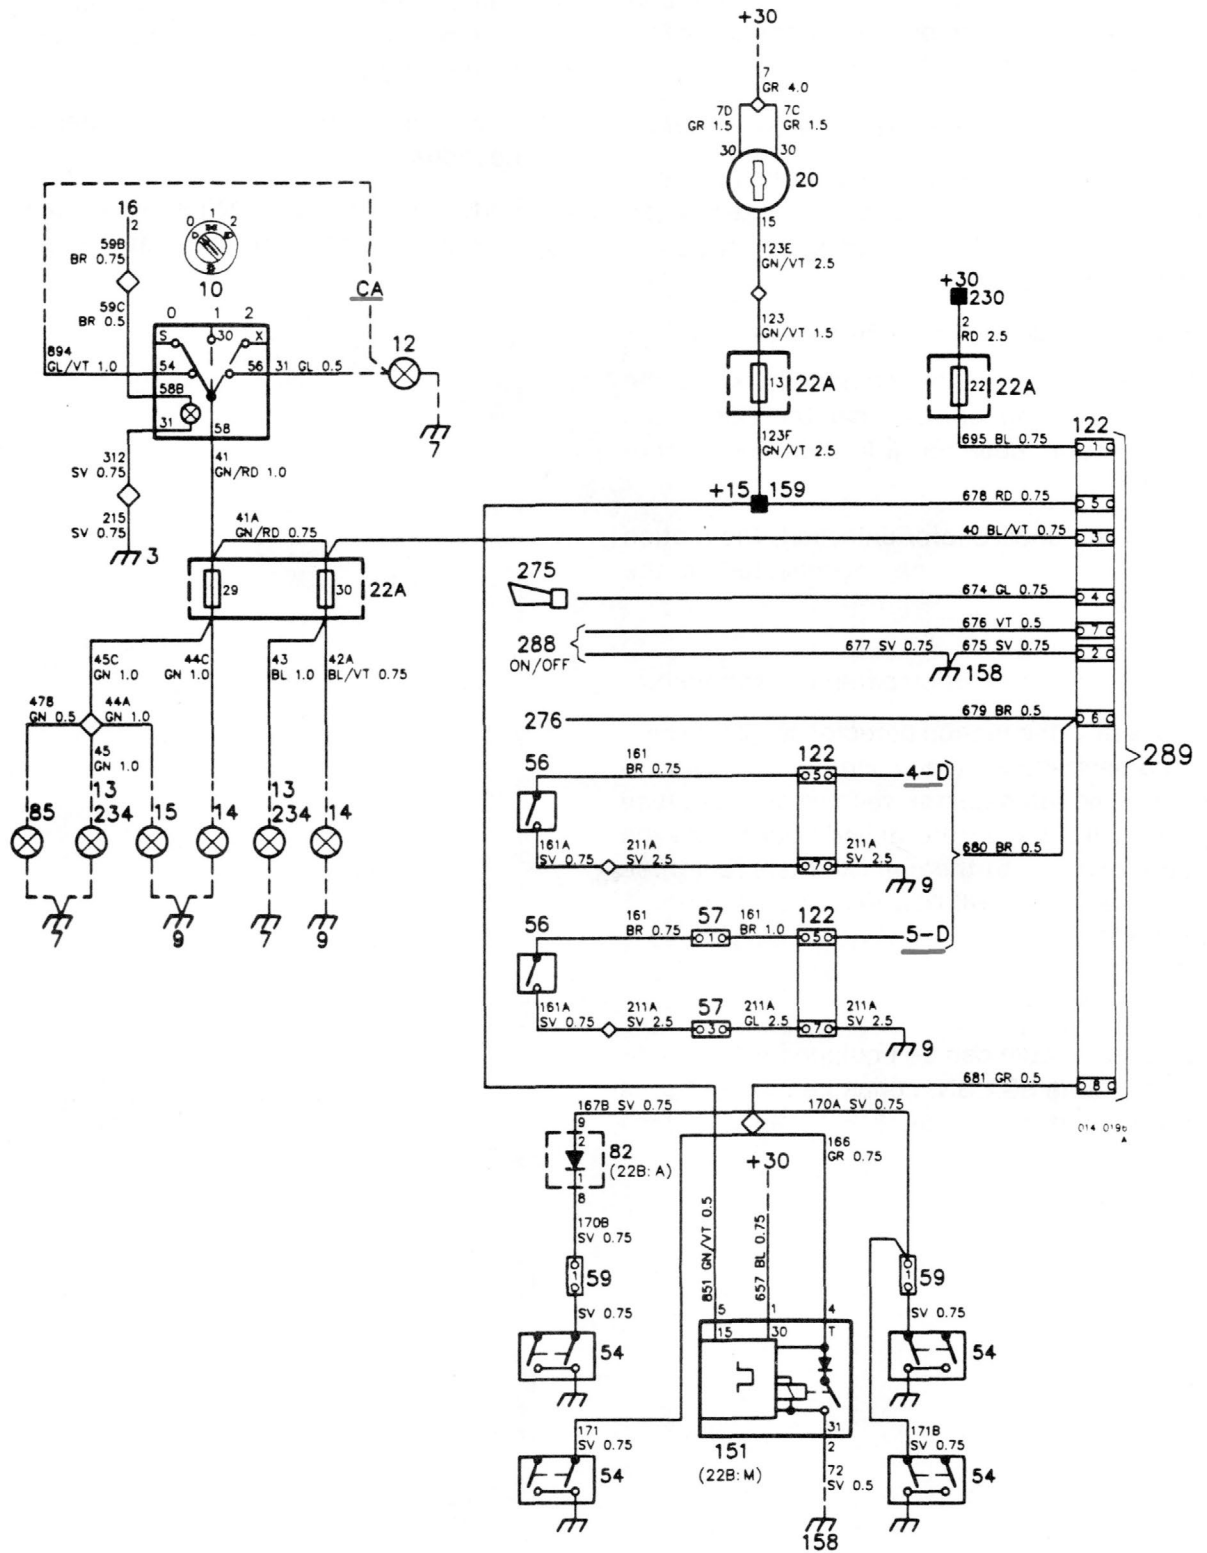 +30
7
GR 4.0
7D
GR 1.5
7C
GR 1.5
30
30
20
15
123E
GN/VT 2.5
123
GN/VT 1.5
13
22A
123F
GN/VT 2.5
+15
159
+30
230
2
RD 2.5
22
22A
695 BL 0.75
122
1
678 RD 0.75
5
40 BL/VT 0.75
3
16
2
59B
BR 0.75
0
1
2
10
CA
59C
BR 0.5
0
1
2
S
30
X
894
GL/VT 1.0
54
56
31 GL 0.5
12
7
58B
31
58
312
SV 0.75
215
SV 0.75
3
41
GN/RD 1.0
41A
GN/RD 0.75
29
30
22A
275
674 GL 0.75
4
288
ON/OFF
676 VT 0.5
7
677 SV 0.75
675 SV 0.75
2
158
45C
GN 1.0
44C
GN 1.0
43
BL 1.0
42A
BL/VT 0.75
47B
GN 0.5
44A
GN 1.0
45
GN 1.0
276
679 BR 0.5
6
289
85
13
234
15
14
13
234
14
7
9
7
9
56
161
BR 0.75
122
5
4-D
161A
SV 0.75
211A
SV 2.5
7
211A
SV 2.5
9
680 BR 0.5
56
161
BR 0.75
57
1
161
BR 1.0
122
5
5-D
161A
SV 0.75
211A
SV 2.5
57
3
211A
GL 2.5
7
211A
SV 2.5
9
681 GR 0.5
8
014 019b
A
167B SV 0.75
170A SV 0.75
9
2
82
(22B:A)
1
8
166
GR 0.75
+30
170B
SV 0.75
851 GN/VT 0.5
657 BL 0.75
1
59
1
59
SV 0.75
SV 0.75
5
1
4
15
30
T
54
54
31
2
151
(22B:M)
171
SV 0.75
54
72
SV 0.5
158
171B
SV 0.75
54